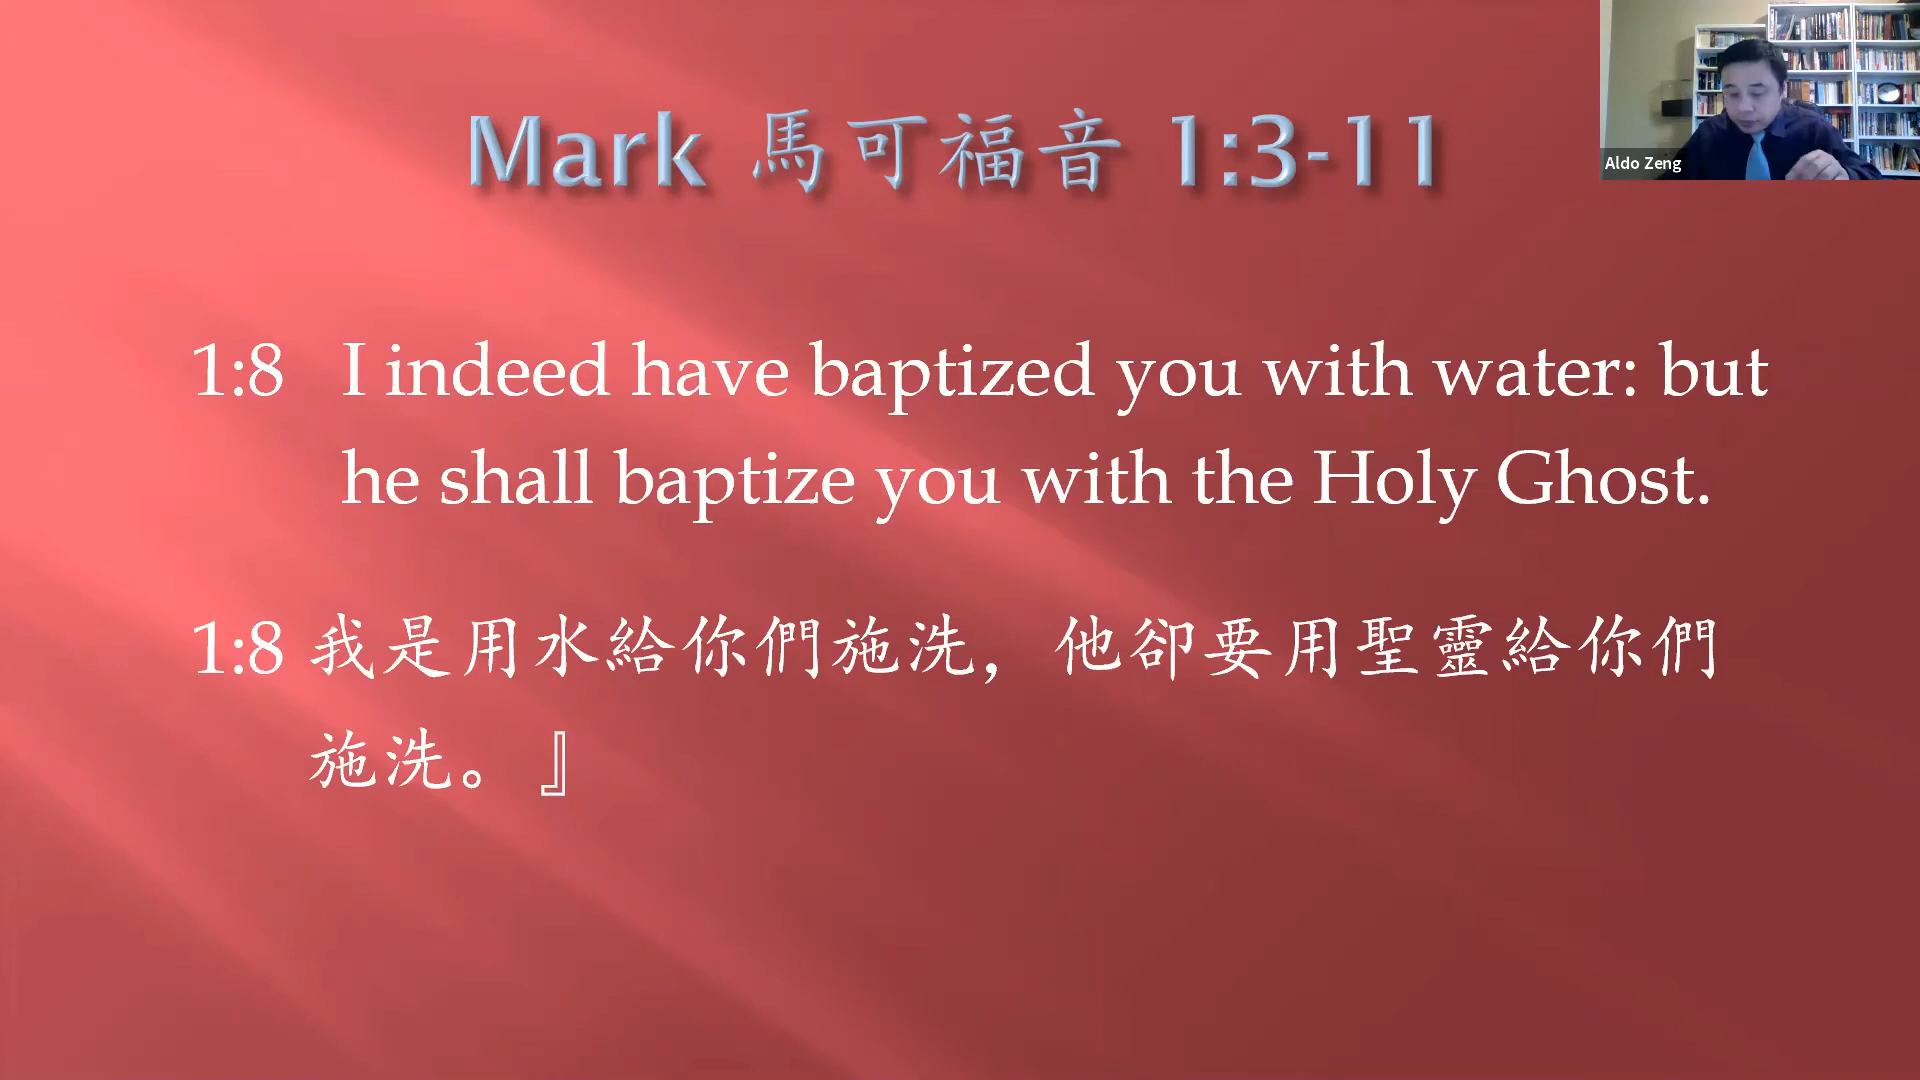 Mark 馬可福音 1:3-11
Aldo Zeng
1:8 I indeed have baptized you with water: but
he shall baptize you with the Holy Ghost.
1:8 我是用水給你們施洗，他卻要用聖靈給你們
施洗。』